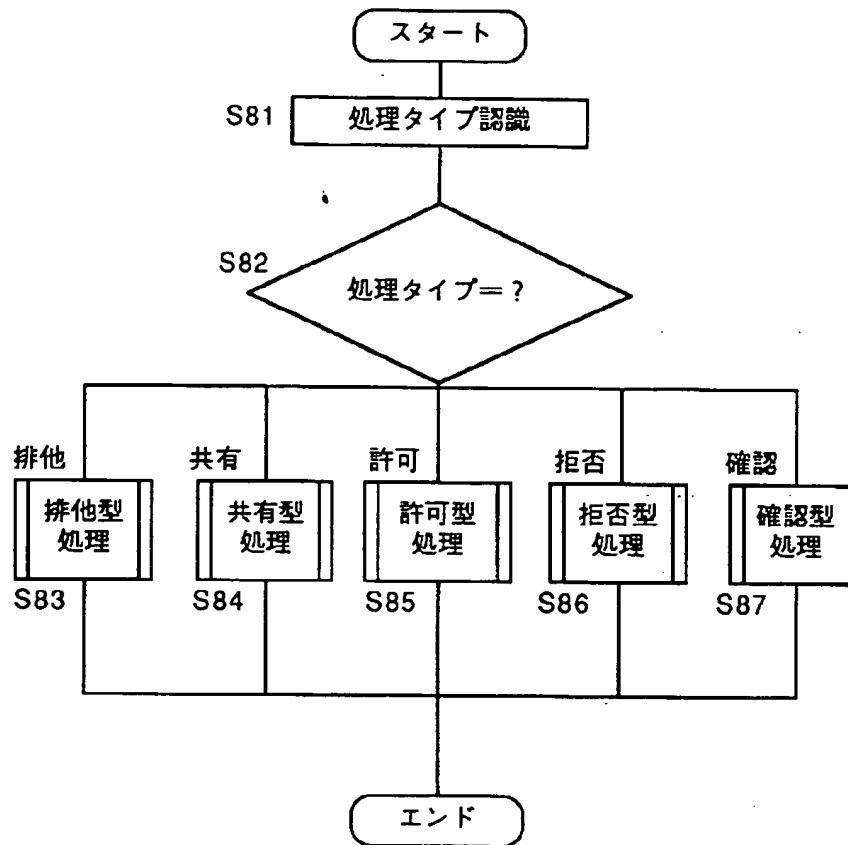 スタート
S81
処理タイプ認識
S82
処理タイプ=?
排他
共有
許可
拒否
確認
排他型
処理
共有型
処理
許可型
処理
拒否型
処理
確認型
処理
S83
S84
S85
S86
S87
エンド